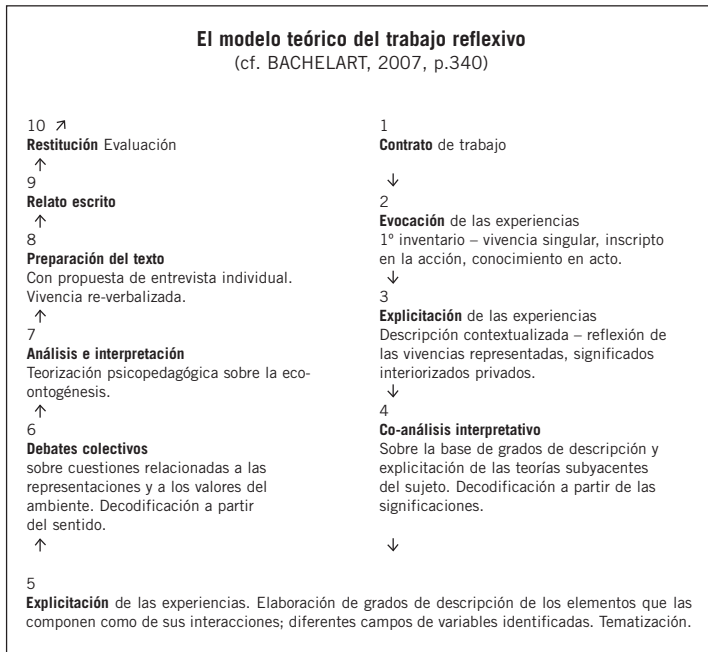 El modelo teórico del trabajo reflexivo
(cf. BACHELART, 2007, p.340)
10 ↗
Restitución Evaluación
↑
9
Relato escrito
↑
8
Preparación del texto
Con propuesta de entrevista individual.
Vivencia re-verbalizada.
↑
7
Análisis e interpretación
Teorización psicopedagógica sobre la eco-
ontogénesis.
↑
6
Debates colectivos
sobre cuestiones relacionadas a las
representaciones y a los valores del
ambiente. Decodificación a partir
del sentido.
↑
1
Contrato de trabajo
↓
2
Evocación de las experiencias
1º inventario – vivencia singular, inscripto
en la acción, conocimiento en acto.
↓
3
Explicitación de las experiencias
Descripción contextualizada – reflexión de
las vivencias representadas, significados
interiorizados privados.
↓
4
Co-análisis interpretativo
Sobre la base de grados de descripción y
explicitación de las teorías subyacentes
del sujeto. Decodificación a partir de las
significaciones.
↓
5
Explicitación de las experiencias. Elaboración de grados de descripción de los elementos que las
componen como de sus interacciones; diferentes campos de variables identificadas. Tematización.